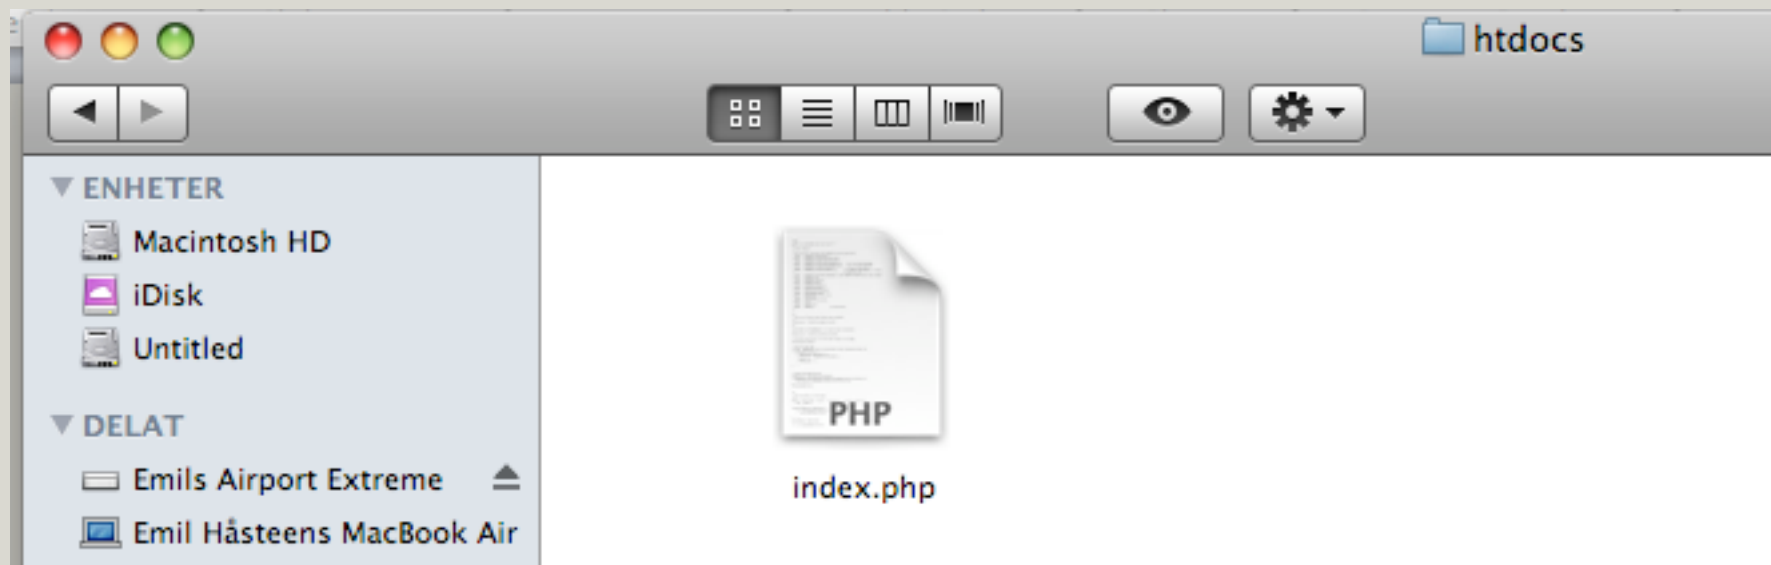 htdocs
ENHETER
Macintosh HD
iDisk
Untitled
DELAT
Emils Airport Extreme
Emil Håsteens MacBook Air
PHP
index.php